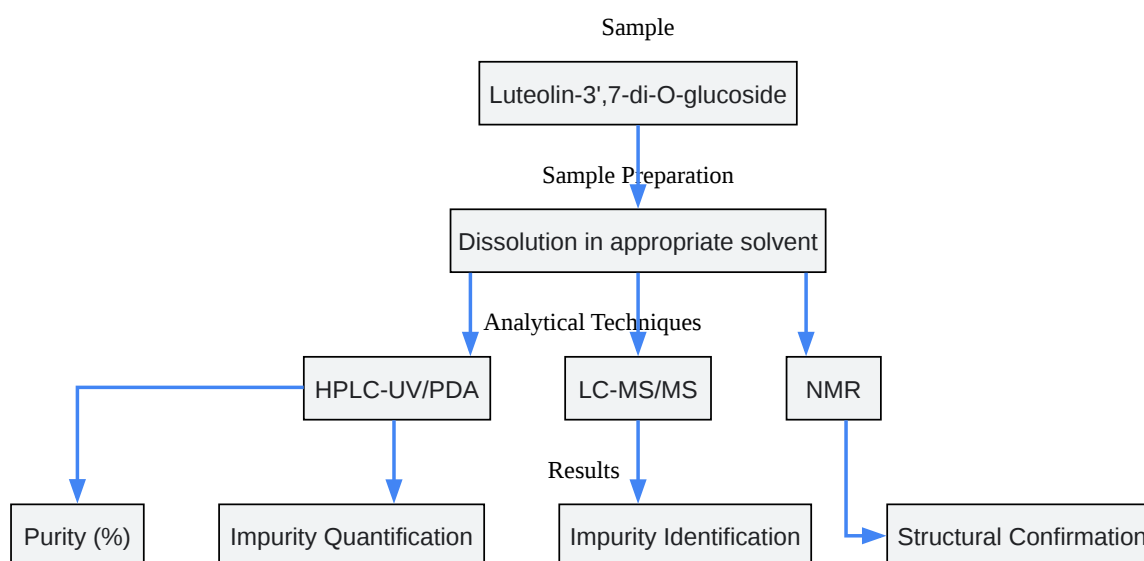 Sample
Luteolin-3',7-di-O-glucoside
Sample Preparation
Dissolution in appropriate solvent
Analytical Techniques
HPLC-UV/PDA
LC-MS/MS
NMR
Results
Purity (%)
Impurity Quantification
Impurity Identification
Structural Confirmation